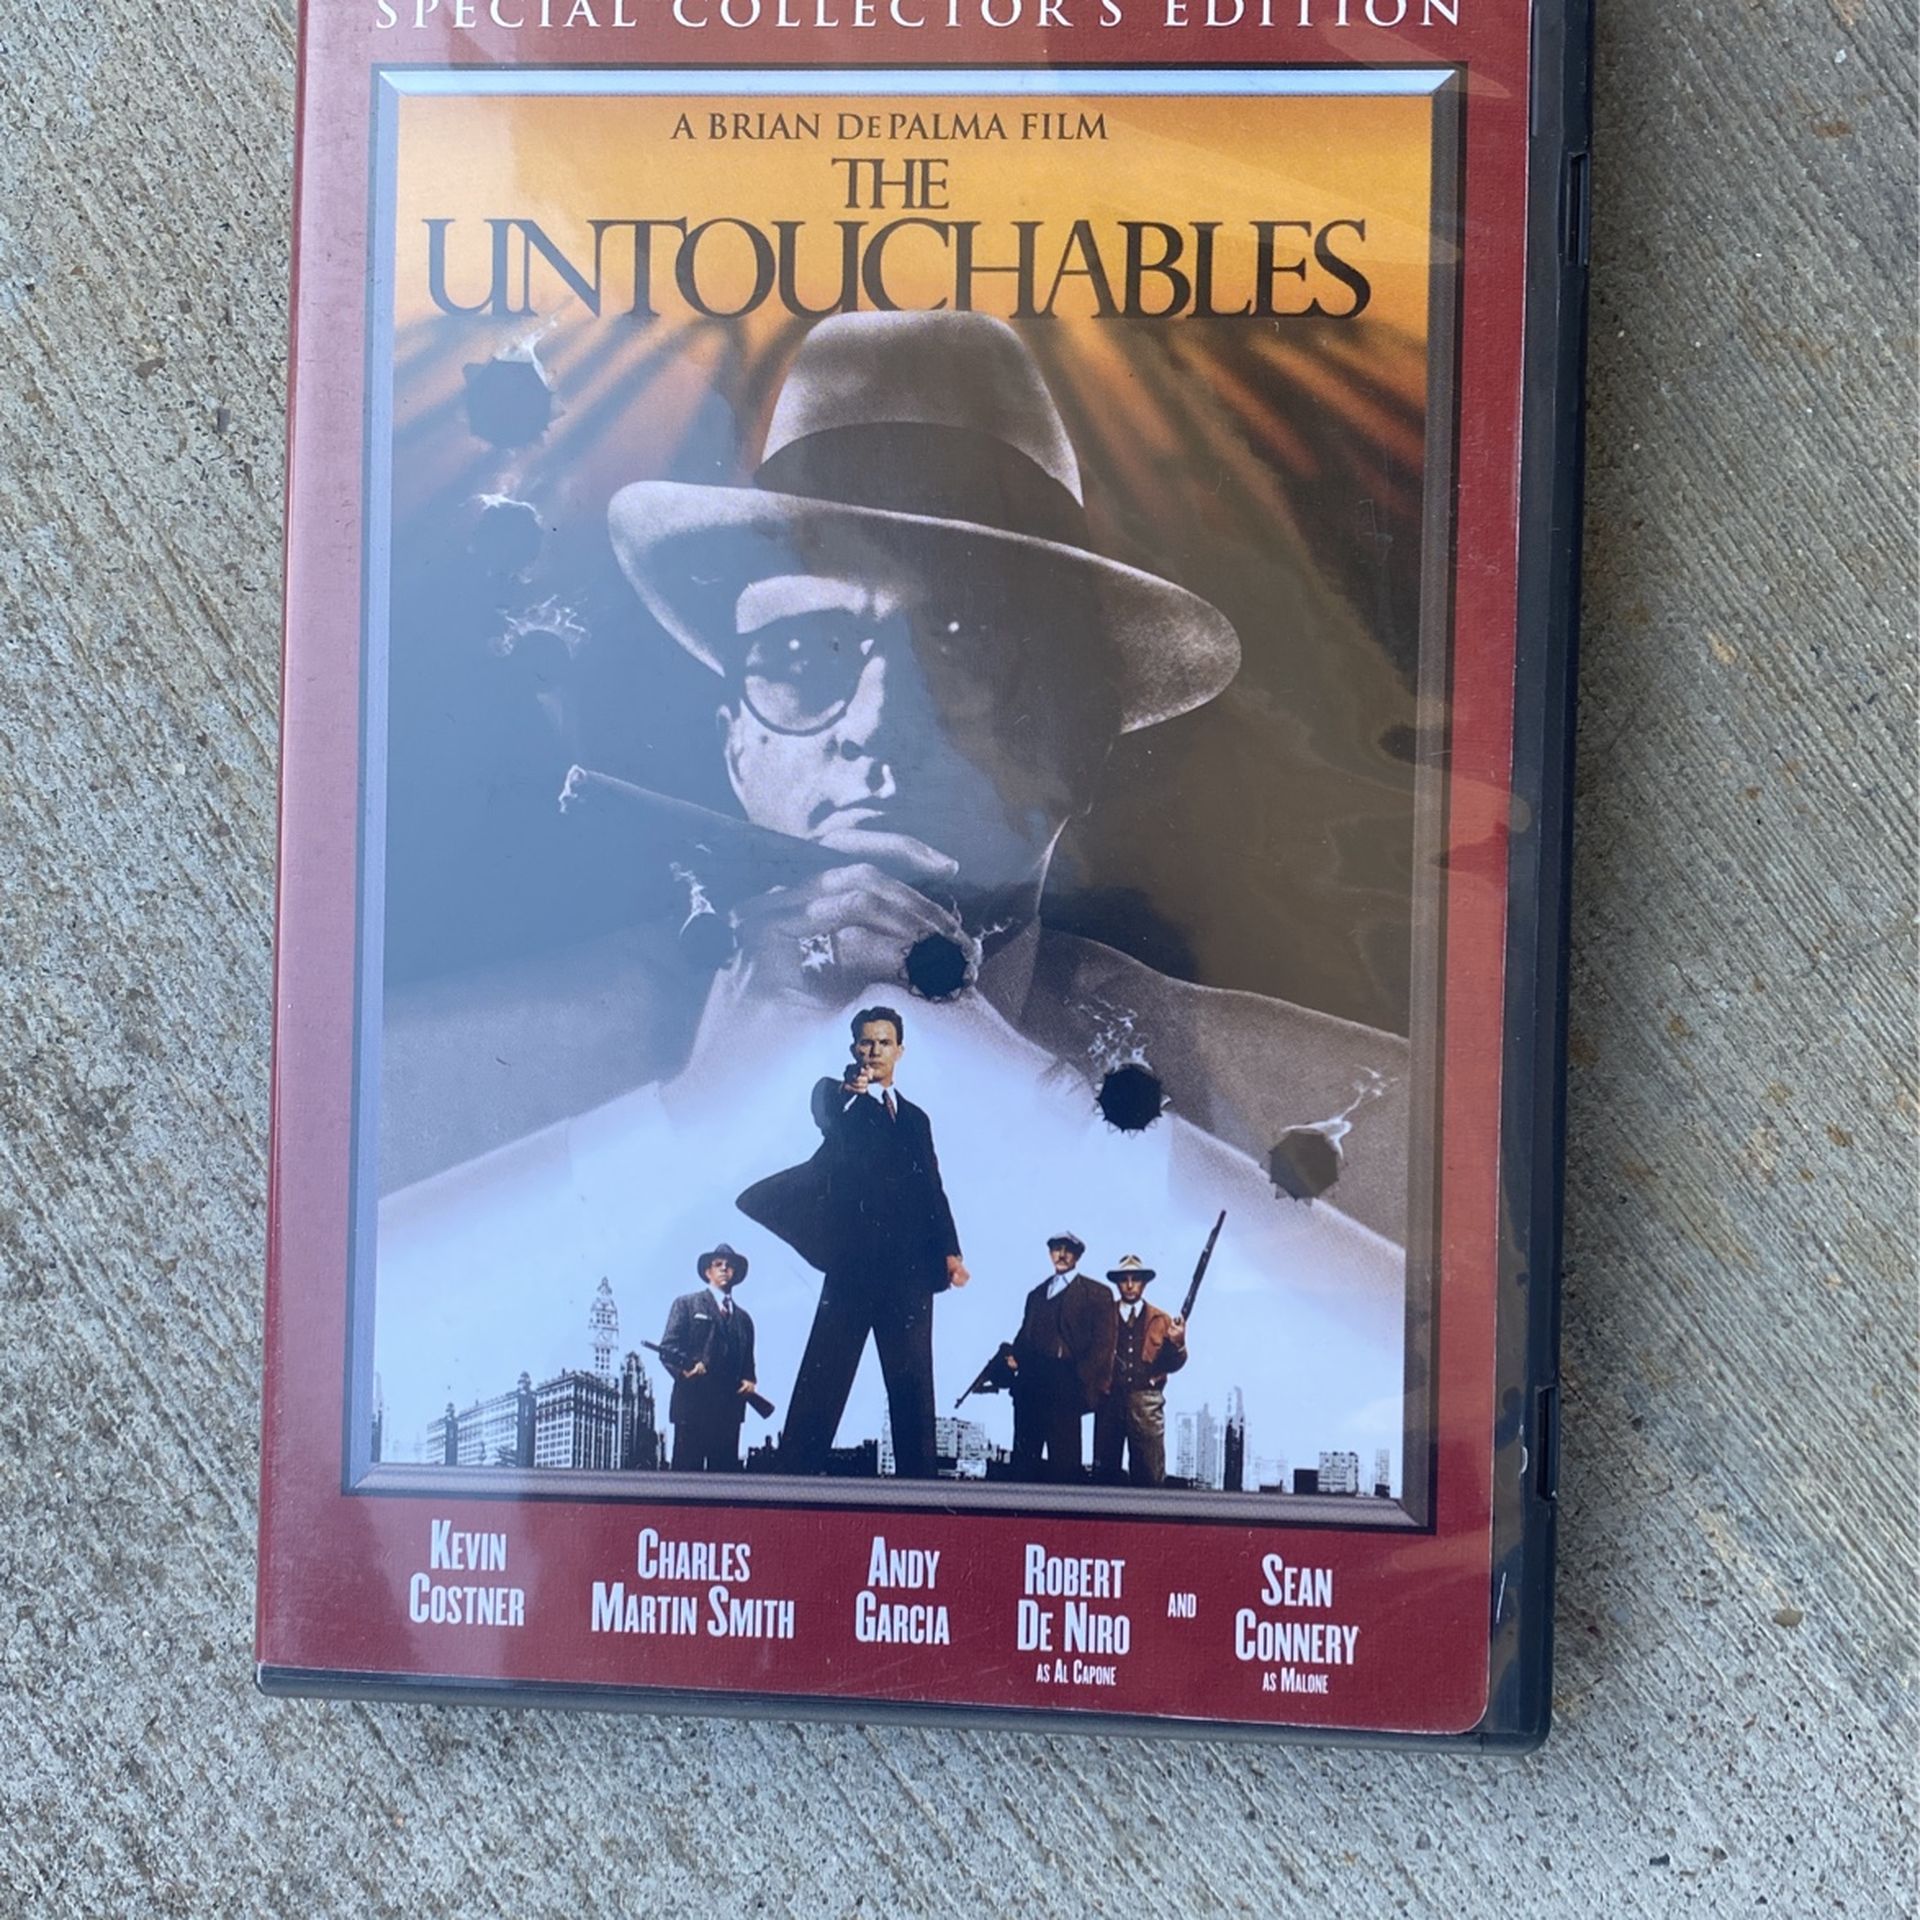 SPECIAL COLLECTOR'S EDITION
A BRIAN DEPALMA FILM
THE
UNTOUCHABLES
KEVIN
COSTNER
CHARLES
MARTIN SMITH
ANDY
GARCIA
ROBERT
DE NIRO
AS AL CAPONE
AND
SEAN
CONNERY
AS MALONE